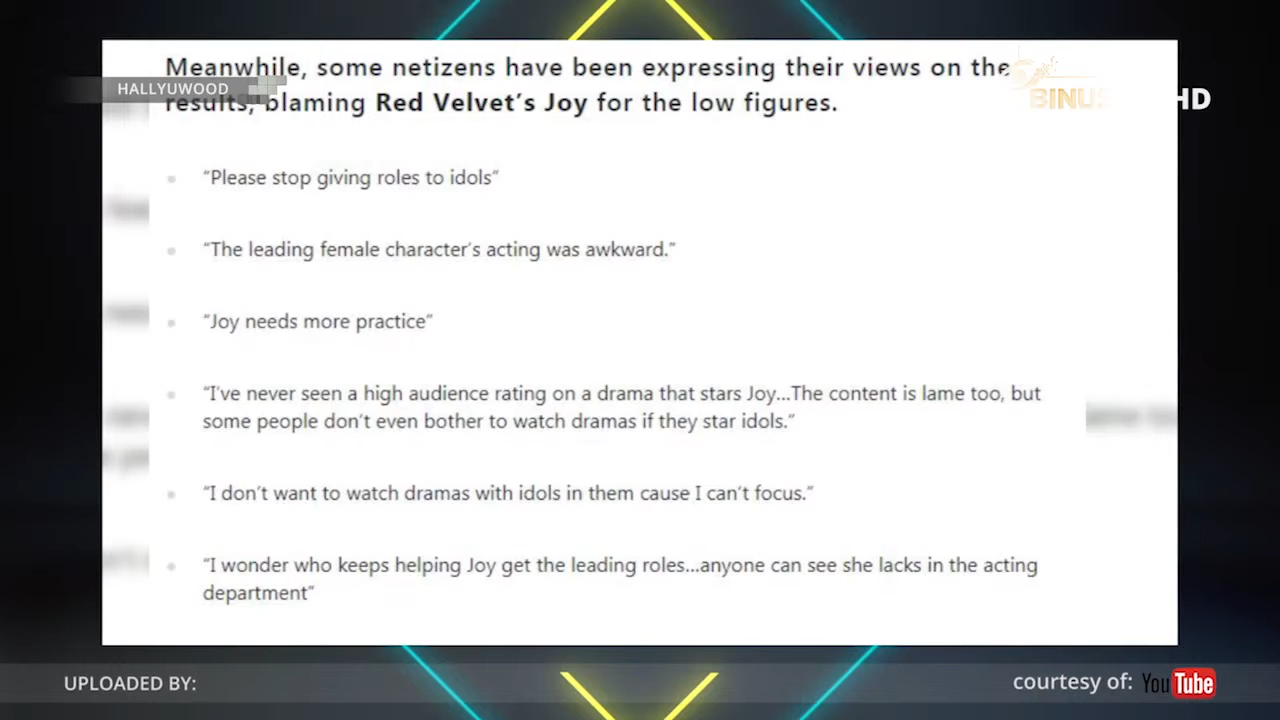 Meanwhile, some netizens have been expressing their views on the
HALLYUWOOD
results, blaming Red Velvet's Joy for the low figures.
BINUS
HD
"Please stop giving roles to idols"
"The leading female character's acting was awkward."
"Joy needs more practice"
"I've never seen a high audience rating on a drama that stars Joy...The content is lame too, but
some people don't even bother to watch dramas if they star idols."
"I don't want to watch dramas with idols in them cause I can't focus."
"I wonder who keeps helping Joy get the leading roles...anyone can see she lacks in the acting
department"
UPLOADED BY:
courtesy of: YouTube